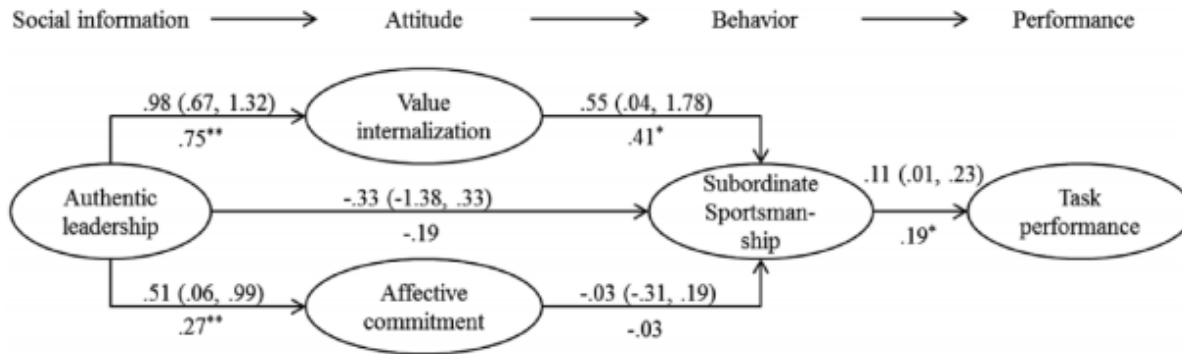 Social information Attitude Behavior Performance
.98 (.67, 1.32)
.75**
Value
internalization
.55 (.04, 1.78)
.41*
Authentic
leadership
-.33 (-1.38, .33)
-.19
Subordinate
Sportsman-
ship
.11 (.01, .23)
.19*
Task
performance
.51 (.06, .99)
.27**
Affective
commitment
-.03 (-.31, .19)
-.03